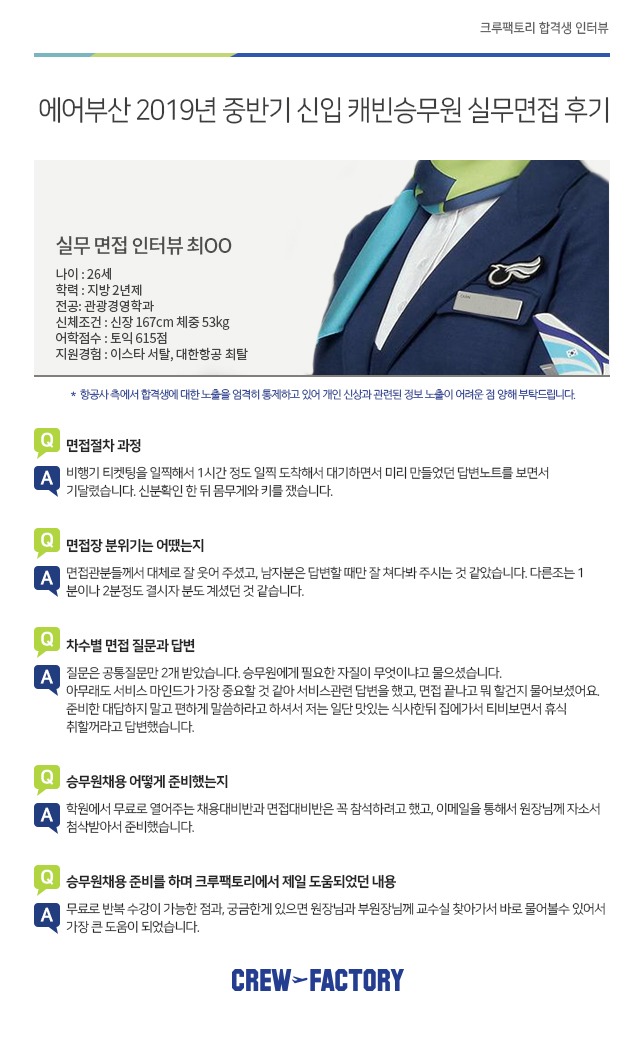 크루팩토리 합격생 인터뷰
에어부산 2019년 중반기 신입 캐빈승무원 실무면접 후기
실무 면접 인터뷰 최OO
나이 : 26세
학력 : 지방 2년제
전공: 관광경영학과
신체조건 : 신장 167cm 체중 53kg
어학점수 : 토익 615점
지원경험 : 이스타 서탈, 대한항공 최탈
* 항공사 측에서 합격생에 대한 노출을 엄격히 통제하고 있어 개인 신상과 관련된 정보 노출이 어려운 점 양해 부탁드립니다.
Q 면접절차 과정
A 비행기 티켓팅을 일찍해서 1시간 정도 일찍 도착해서 대기하면서 미리 만들었던 답변노트를 보면서
기달렸습니다. 신분확인 한 뒤 몸무게와 키를 쟀습니다.
Q 면접장 분위기는 어땠는지
A 면접관분들께서 대체로 잘 웃어 주셨고, 남자분은 답변할 때만 잘 쳐다봐 주시는 것 같았습니다. 다른조는 1
분이나 2분정도 결시자 분도 계셨던 것 같습니다.
Q 차수별 면접 질문과 답변
A 질문은 공통질문만 2개 받았습니다. 승무원에게 필요한 자질이 무엇이냐고 물으셨습니다.
아무래도 서비스 마인드가 가장 중요할 것 같아 서비스관련 답변을 했고, 면접 끝나고 뭐 할건지 물어보셨어요.
준비한 대답하지 말고 편하게 말씀하라고 하셔서 저는 일단 맛있는 식사한뒤 집에가서 티비보면서 휴식
취할꺼라고 답변했습니다.
Q 승무원채용 어떻게 준비했는지
A 학원에서 무료로 열어주는 채용대비반과 면접대비반은 꼭 참석하려고 했고, 이메일을 통해서 원장님께 자소서
첨삭받아서 준비했습니다.
Q 승무원채용 준비를 하며 크루팩토리에서 제일 도움되었던 내용
A 무료로 반복 수강이 가능한 점과, 궁금한게 있으면 원장님과 부원장님께 교수실 찾아가서 바로 물어볼수 있어서
가장 큰 도움이 되었습니다.
CREW FACTORY